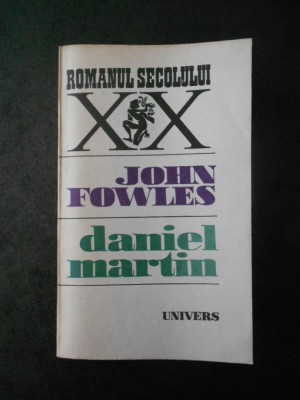 ROMANUL SECOLULUI
XX
JOHN
FOWLES
daniel
martin
UNIVERS